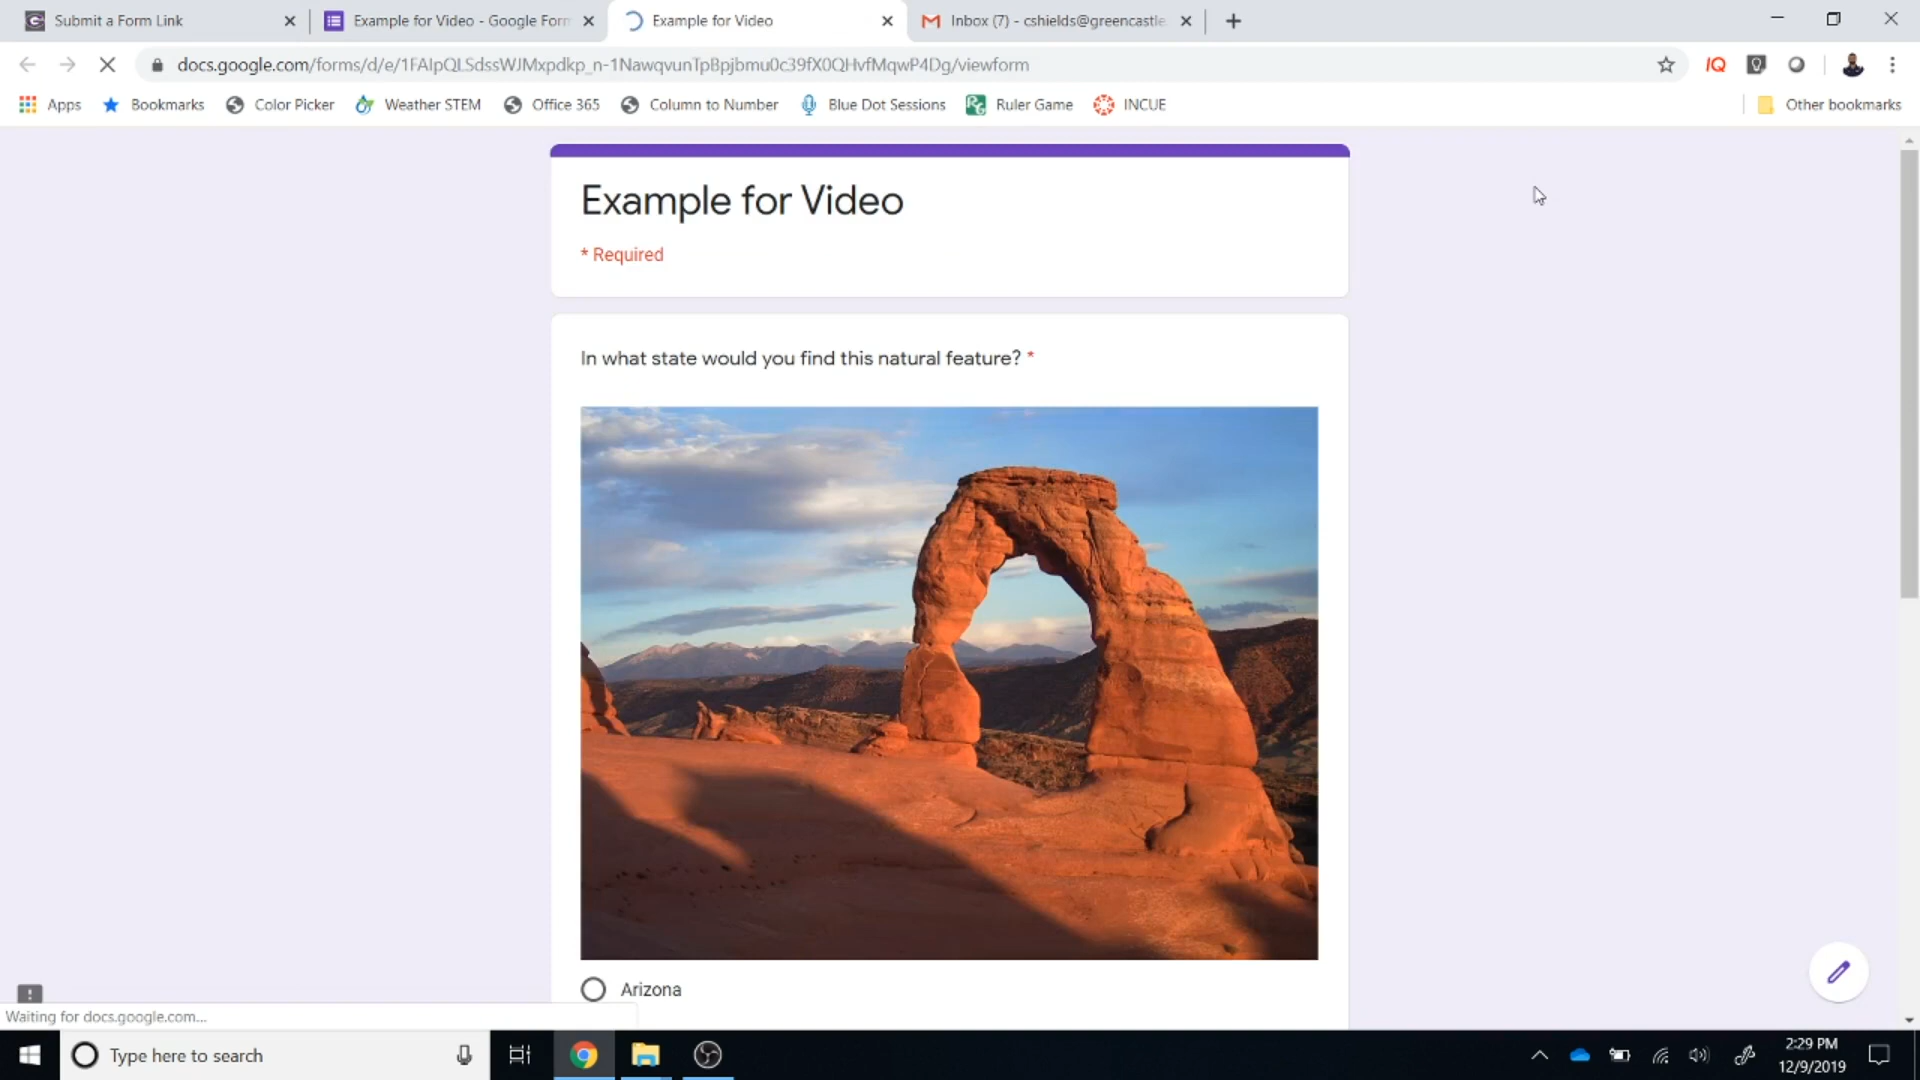 Submit a Form Link
Example for Video - Google Form
Example for Video
Inbox (7) - cshields@greencastle.
docs.google.com/forms/d/e/1FAIpQLSdssWJMxpdkp_n-1NawqvunTpBpjbmu0c39fX0QHvfMqwP4Dg/viewform
IQ
Apps
Bookmarks
Color Picker
Weather STEM
Office 365
Column to Number
Blue Dot Sessions
Ruler Game
INCUE
Other bookmarks
Example for Video
* Required
In what state would you find this natural feature? *
Arizona
Waiting for docs.google.com...
Type here to search
2:29 PM
12/9/2019